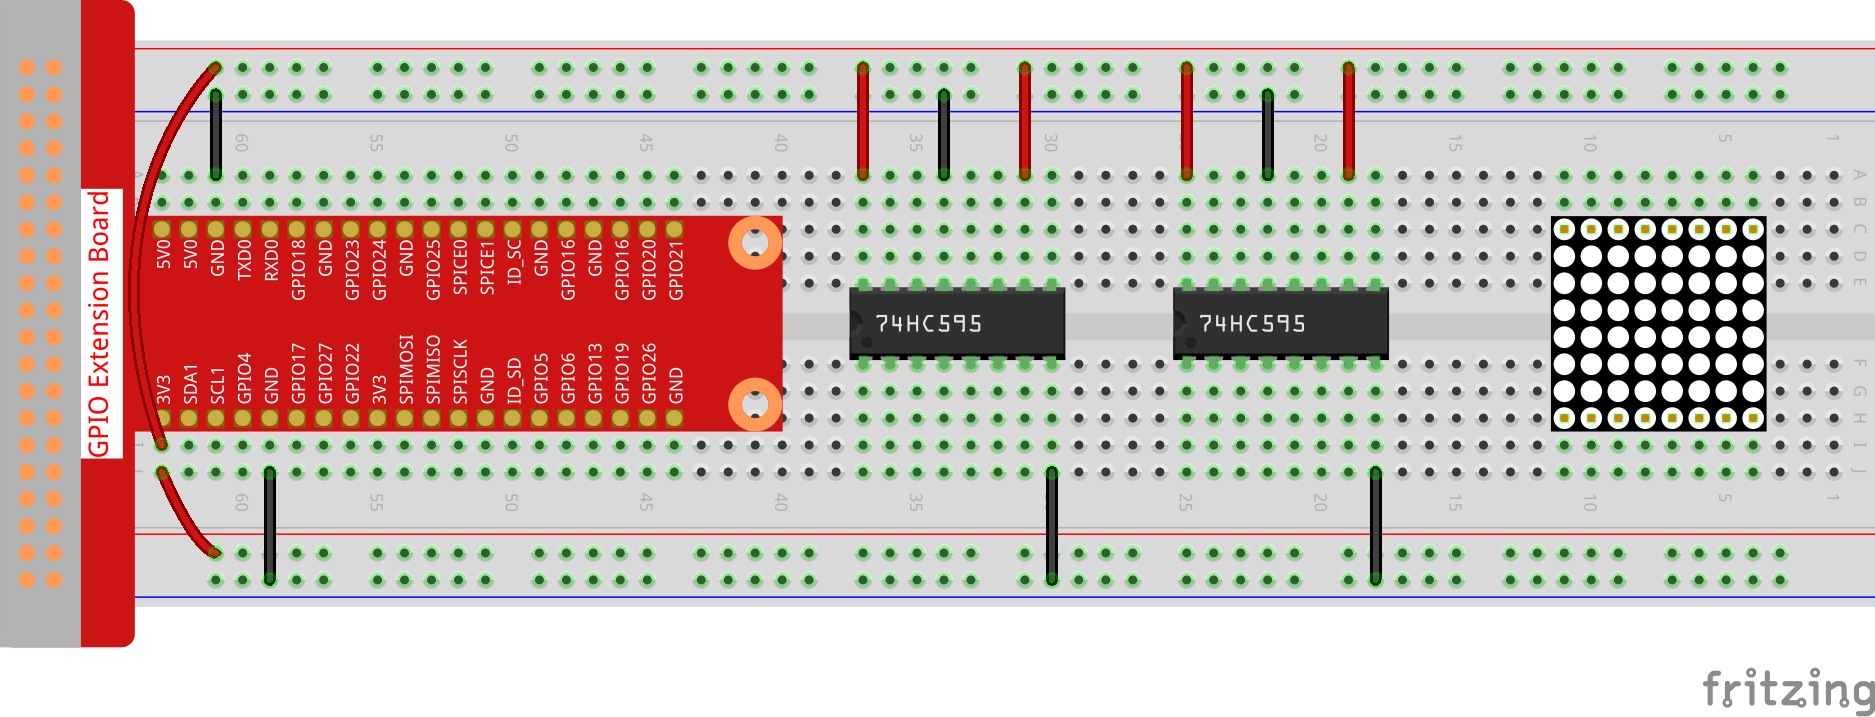 60 55 50 45 40 35 30 25 20 15 10 5 1
A
B
C
D
E
5V0
5V0
GND
TXD0
RXD0
GPIO18
GND
GPIO23
GPIO24
GND
GPIO25
SPICE0
SPICE1
ID_SC
GND
GPIO16
GND
GPIO16
GPIO20
GPIO21
GPIO Extension Board
74HC595
74HC595
3V3
SDA1
SCL1
GPIO4
GND
GPIO17
GPIO27
GPIO22
3V3
SPIMOSI
SPIMISO
SPISCLK
GND
ID_SD
GPIO5
GPIO6
GPIO13
GPIO19
GPIO26
GND
F
G
H
I
J
60 55 50 45 40 35 25 20 15 10 5 1
fritzing